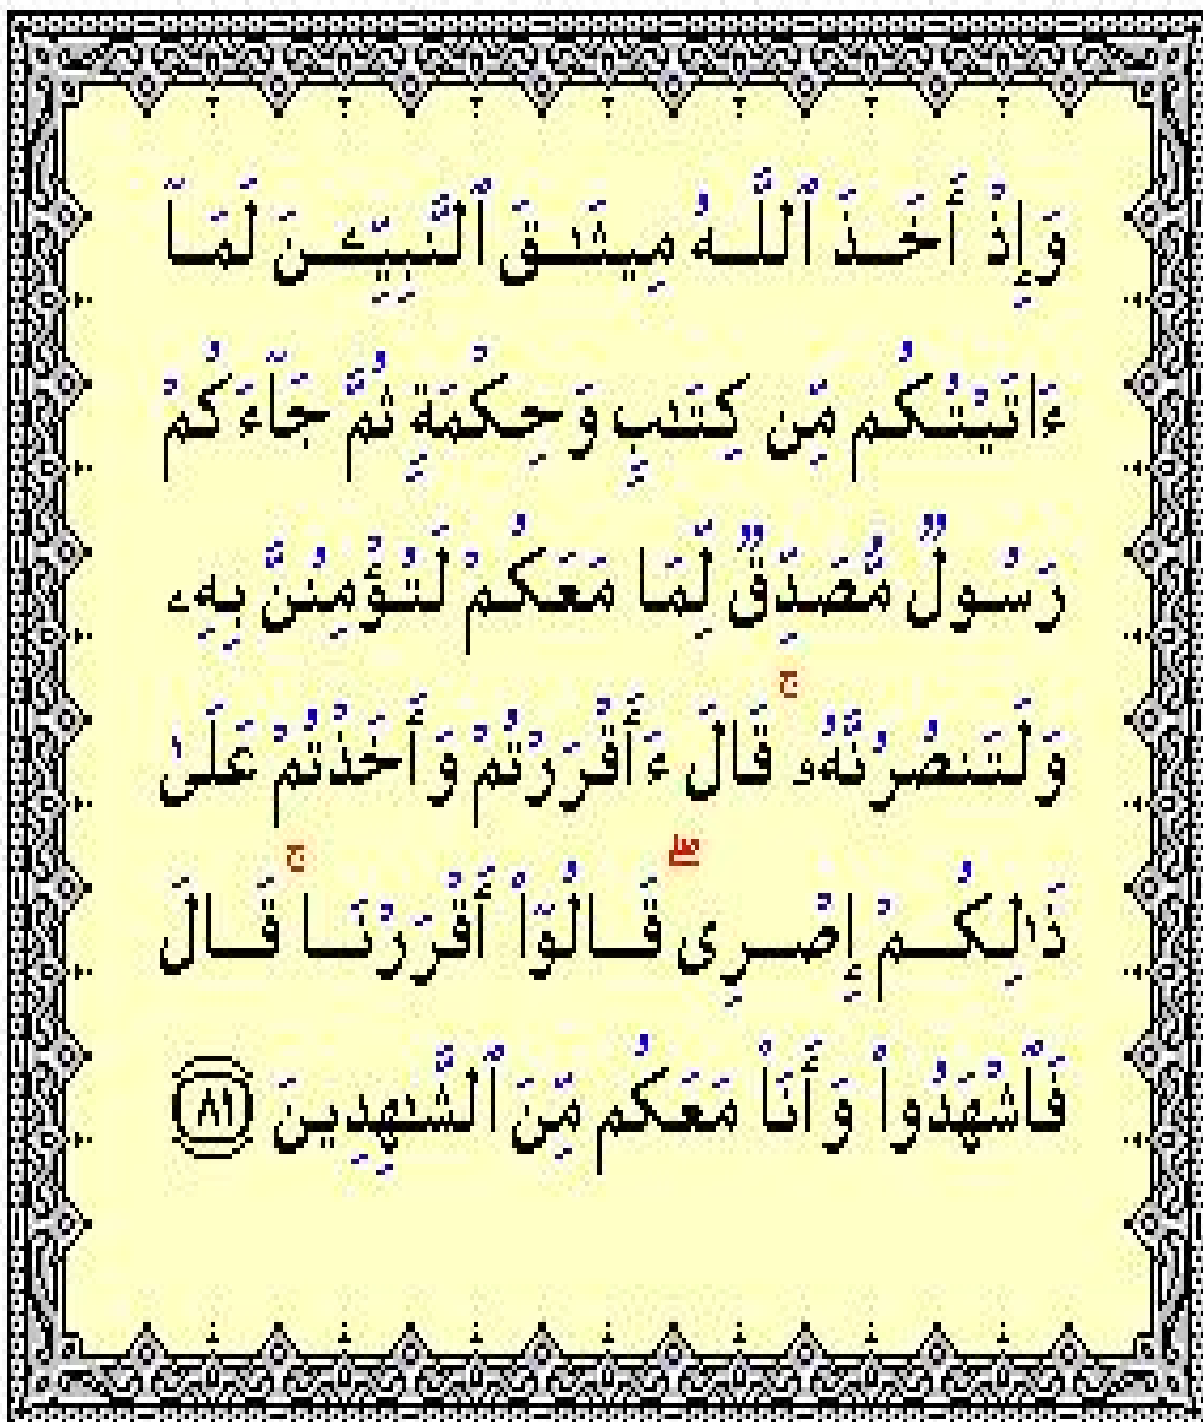 وَإِذْ أَخَذَ ٱللَّهُ مِيثَٰقَ ٱلنَّبِيِّـۧنَ لَمَآ
ءَاتَيْتُكُم مِّن كِتَٰبٍ وَحِكْمَةٍ ثُمَّ جَآءَكُمْ
رَسُولٌ مُّصَدِّقٌ لِّمَا مَعَكُمْ لَتُؤْمِنُنَّ بِهِۦ
وَلَتَنصُرُنَّهُۥ ۚ قَالَ ءَأَقْرَرْتُمْ وَأَخَذْتُمْ عَلَىٰ
ذَٰلِكُمْ إِصْرِى ۖ قَالُوٓا۟ أَقْرَرْنَا ۚ قَالَ
فَٱشْهَدُوا۟ وَأَنَا۠ مَعَكُم مِّنَ ٱلشَّٰهِدِينَ ٨١